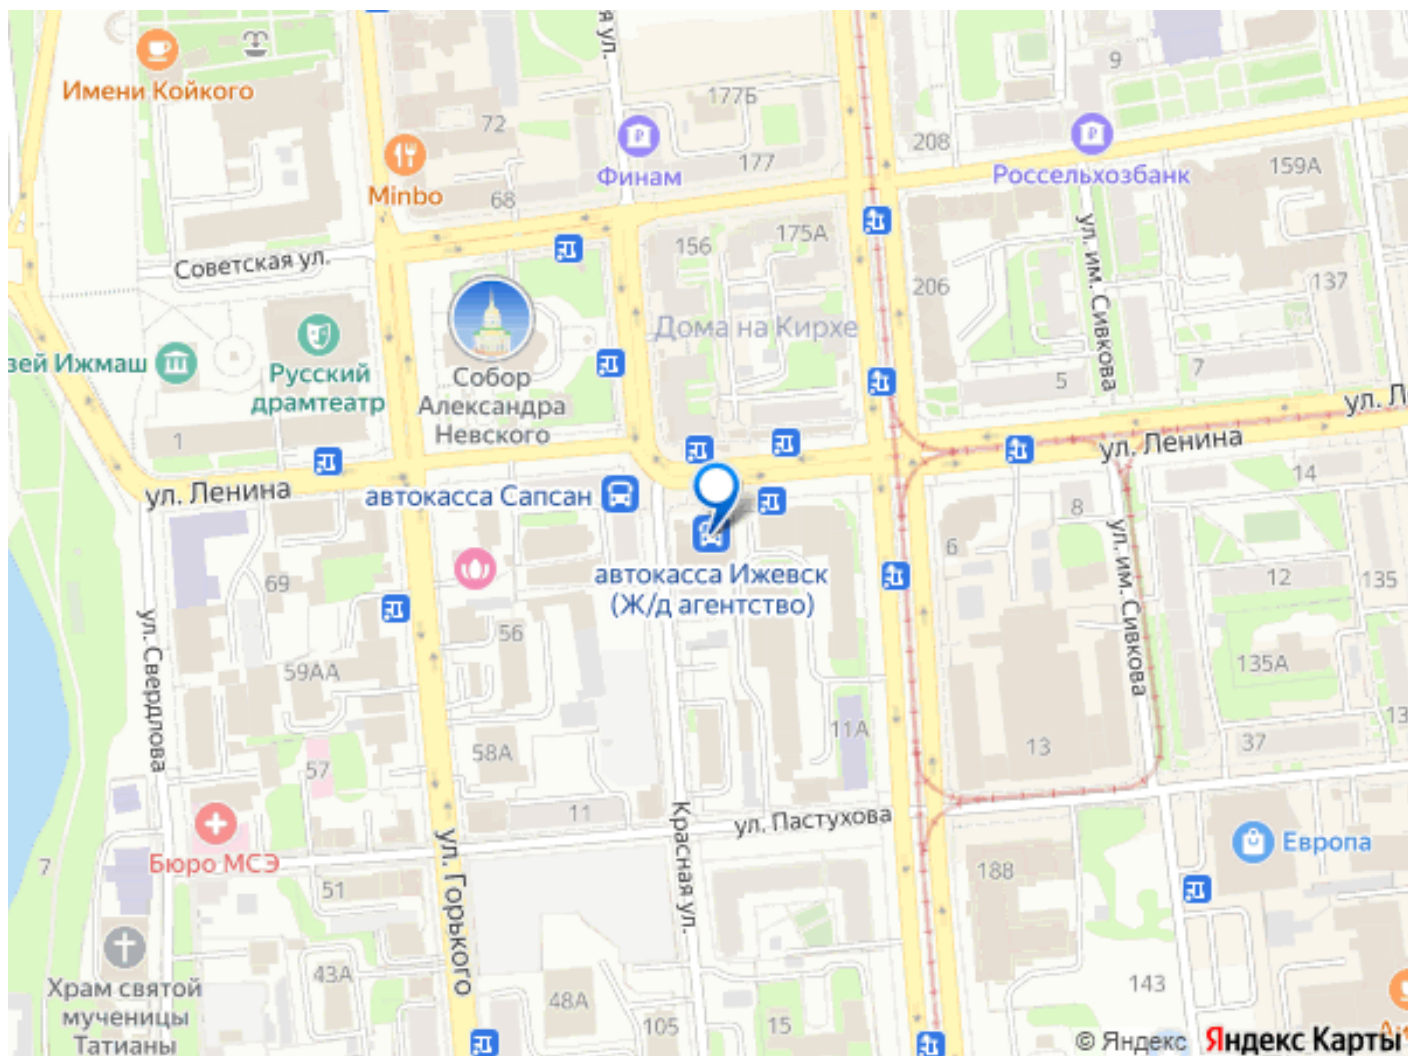 я ул.
Имени Койкого
9
177Б
72
Финам
177
208
Россельхозбанк
159А
Minbo
68
156
175А
Советская ул.
206
ул. им. Сивкова
137
Дома на Кирхе
зей Ижмаш
Русский
драмтеатр
Собор
Александра
Невского
5
7
ул. Л
1
ул. Ленина
ул. Ленина
14
автокасса Сапсан
8
6
автокасса Ижевск
(Ж/д агентство)
69
ул. им. Сивкова
12
135
ул. Свердлова
56
59АА
135А
58А
11А
13
37
13
57
11
Красная ул.
ул. Пастухова
Европа
Бюро МСЭ
ул. Горького
7
51
188
43А
48А
Храм святой
мученицы
Татианы
105
15
143
© Яндекс Яндекс Карты